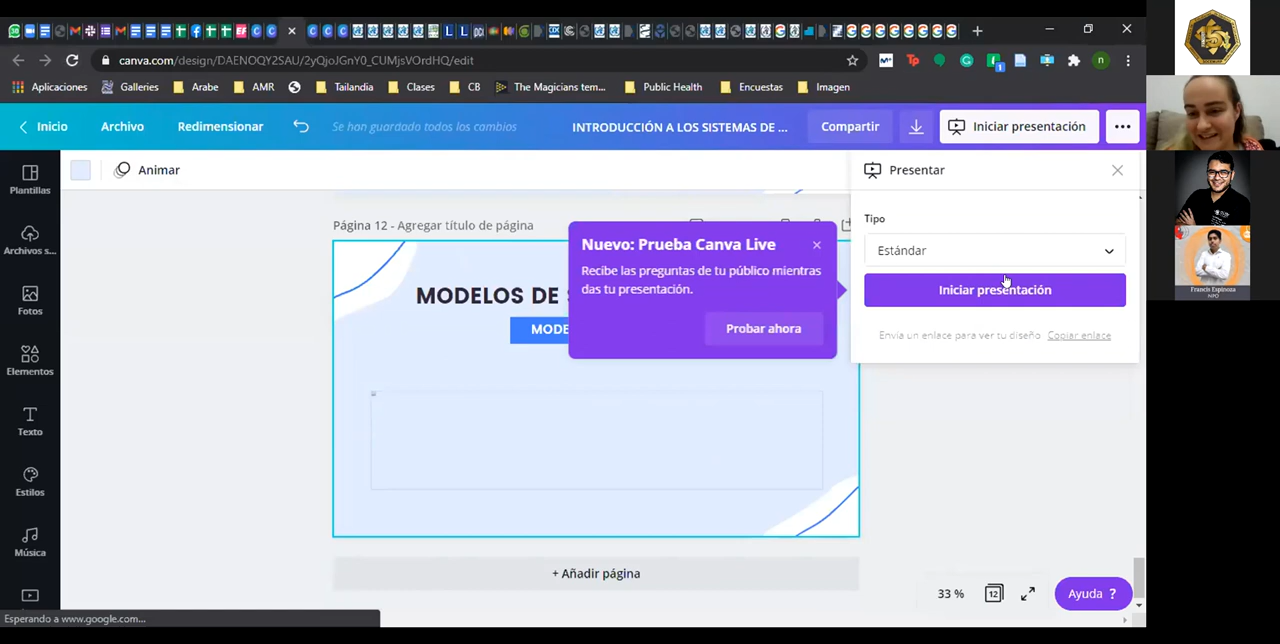 canva.com/design/DAENOQY2SAU/2yQjoJGnY0_CUMjsVOrdHQ/edit
Aplicaciones
Galleries
Arabe
AMR
Tailandia
Clases
CB
The Magicians tem...
Public Health
Encuestas
Imagen
Inicio
Archivo
Redimensionar
Se han guardado todos los cambios
INTRODUCCIÓN A LOS SISTEMAS DE ...
Compartir
Iniciar presentación
Plantillas
Archivos s...
Fotos
Elementos
Texto
Estilos
Música
Animar
Página 12 - Agregar título de página
MODELOS DE
MODE
Nuevo: Prueba Canva Live
Recibe las preguntas de tu público mientras
das tu presentación.
Probar ahora
Presentar
Tipo
Estándar
Iniciar presentación
Envía un enlace para ver tu diseño Copiar enlace
+ Añadir página
33 %
12
Ayuda ?
Esperando a www.google.com...
Francis Espinoza
NPO